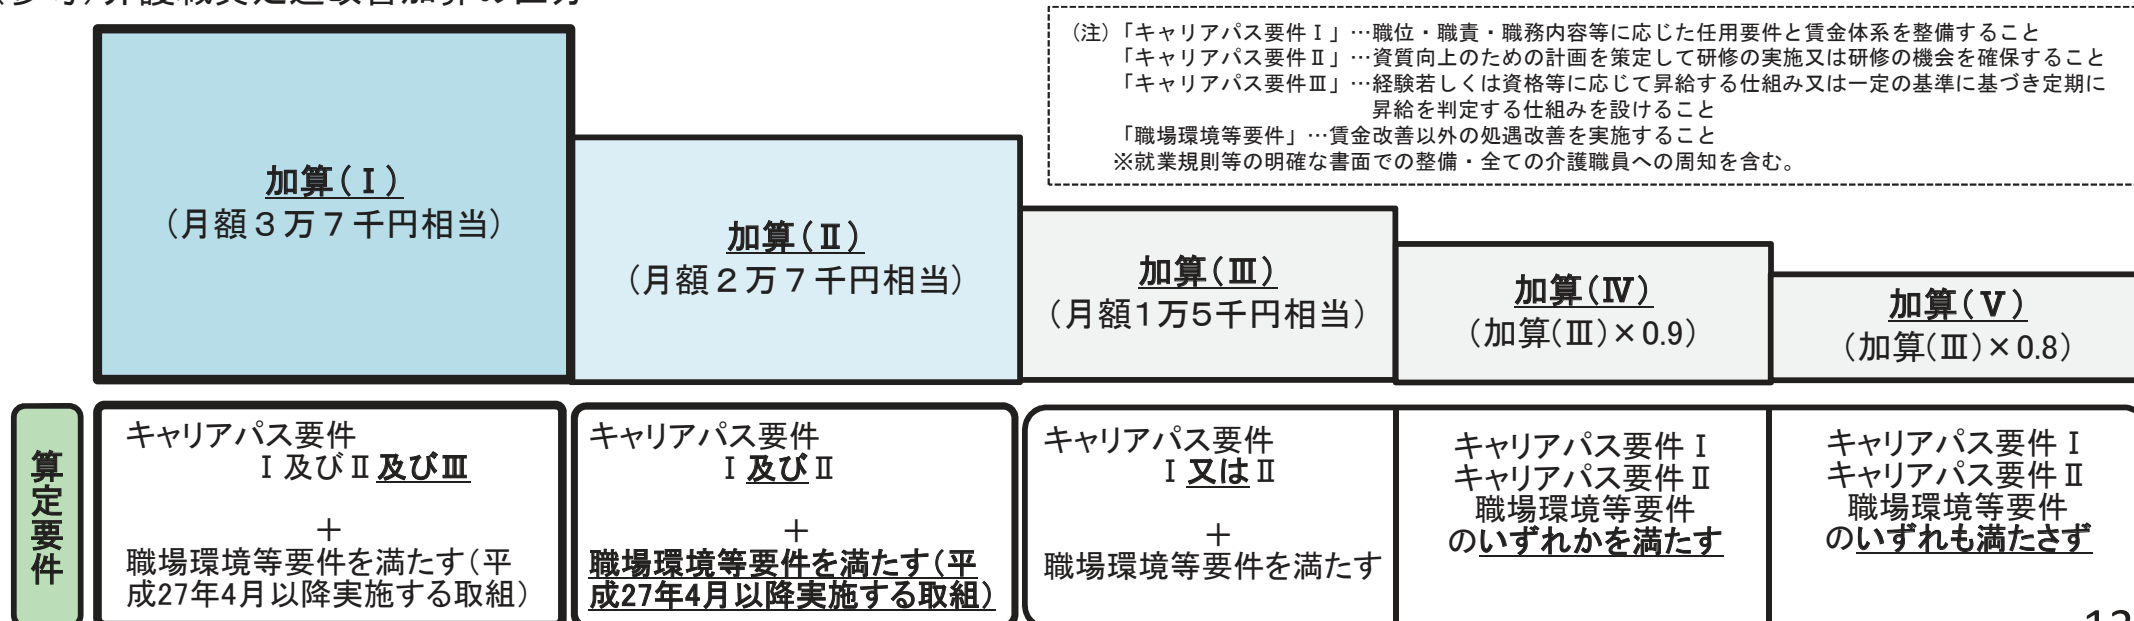 (注)「キャリアパス要件Ⅰ」…職位・職責・職務内容等に応じた任用要件と賃金体系を整備すること
「キャリアパス要件Ⅱ」…資質向上のための計画を策定して研修の実施又は研修の機会を確保すること
「キャリアパス要件Ⅲ」…経験若しくは資格等に応じて昇給する仕組み又は一定の基準に基づき定期に
昇給を判定する仕組みを設けること
「職場環境等要件」…賃金改善以外の処遇改善を実施すること
※就業規則等の明確な書面での整備・全ての介護職員への周知を含む。
加算(Ⅰ)
(月額3万7千円相当)
加算(Ⅱ)
(月額2万7千円相当)
加算(Ⅲ)
(月額1万5千円相当)
加算(Ⅳ)
(加算(Ⅲ)×0.9)
加算(Ⅴ)
(加算(Ⅲ)×0.8)
算定要件
キャリアパス要件
Ⅰ及びⅡ及びⅢ
+
職場環境等要件を満たす(平
成27年4月以降実施する取組)
キャリアパス要件
Ⅰ及びⅡ
+
職場環境等要件を満たす(平
成27年4月以降実施する取組)
キャリアパス要件
Ⅰ又はⅡ
+
職場環境等要件を満たす
キャリアパス要件Ⅰ
キャリアパス要件Ⅱ
職場環境等要件
のいずれかを満たす
キャリアパス要件Ⅰ
キャリアパス要件Ⅱ
職場環境等要件
のいずれも満たさず